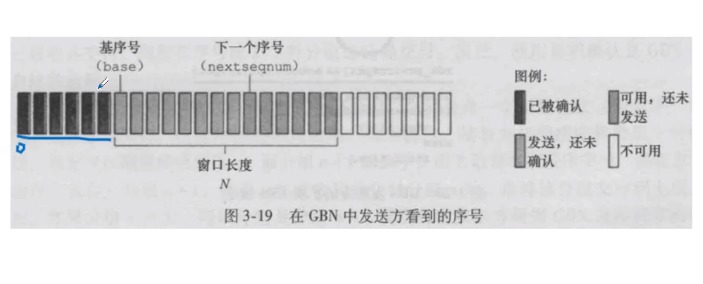 基序号
（base）
下一个序号
（nextseqnum）
图例：
已被确认
可用，还未
发送
发送，还未
确认
不可用
窗口长度
N
图 3-19 在 GBN 中发送方看到的序号
0